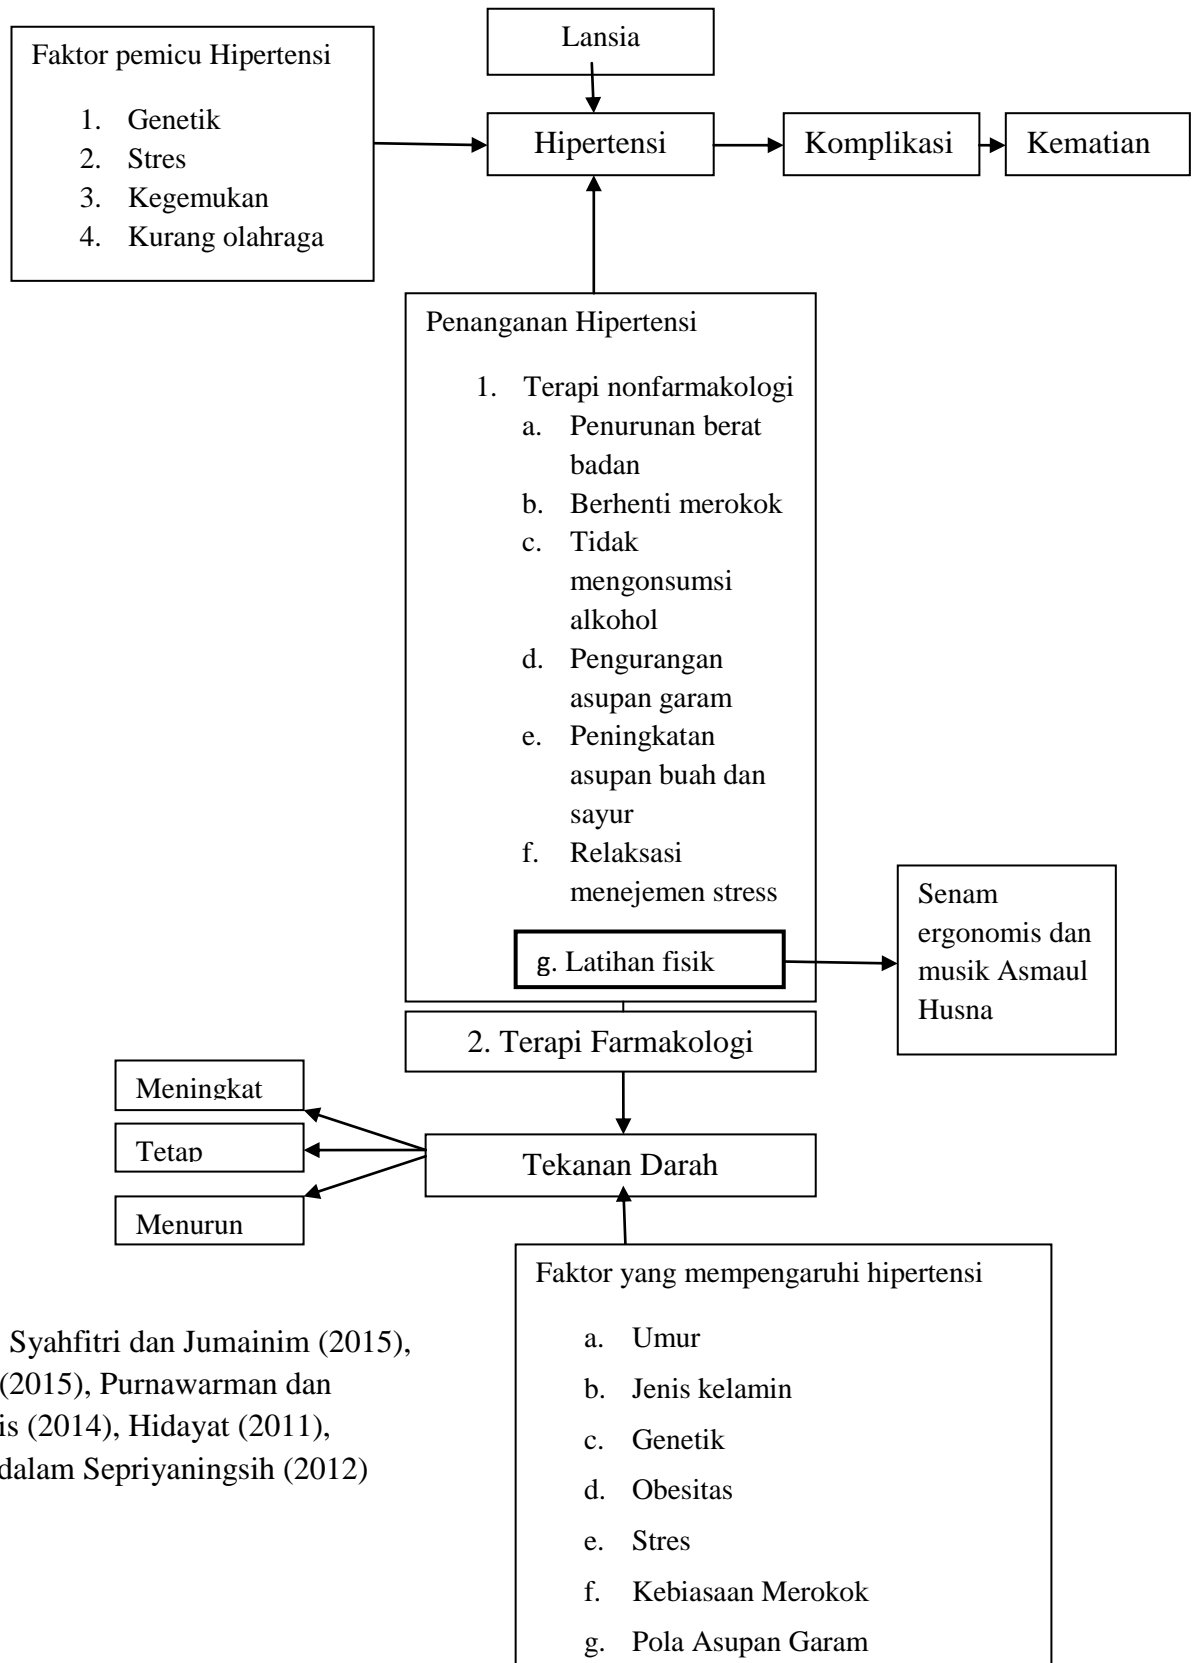 Faktor pemicu Hipertensi
1. Genetik
2. Stres
3. Kegemukan
4. Kurang olahraga
Lansia
Hipertensi
Komplikasi
Kematian
Penanganan Hipertensi
1. Terapi nonfarmakologi
a. Penurunan berat
badan
b. Berhenti merokok
c. Tidak
mengonsumsi
alkohol
d. Pengurangan
asupan garam
e. Peningkatan
asupan buah dan
sayur
f. Relaksasi
menejemen stress
g. Latihan fisik
Senam
ergonomis dan
musik Asmaul
Husna
2. Terapi Farmakologi
Meningkat
Tetap
Menurun
Tekanan Darah
Faktor yang mempengaruhi hipertensi
a. Umur
b. Jenis kelamin
c. Genetik
d. Obesitas
e. Stres
f. Kebiasaan Merokok
g. Pola Asupan Garam
Syahfitri dan Jumainim (2015),
(2015), Purnawarman dan
is (2014), Hidayat (2011),
dalam Sepriyaningsih (2012)